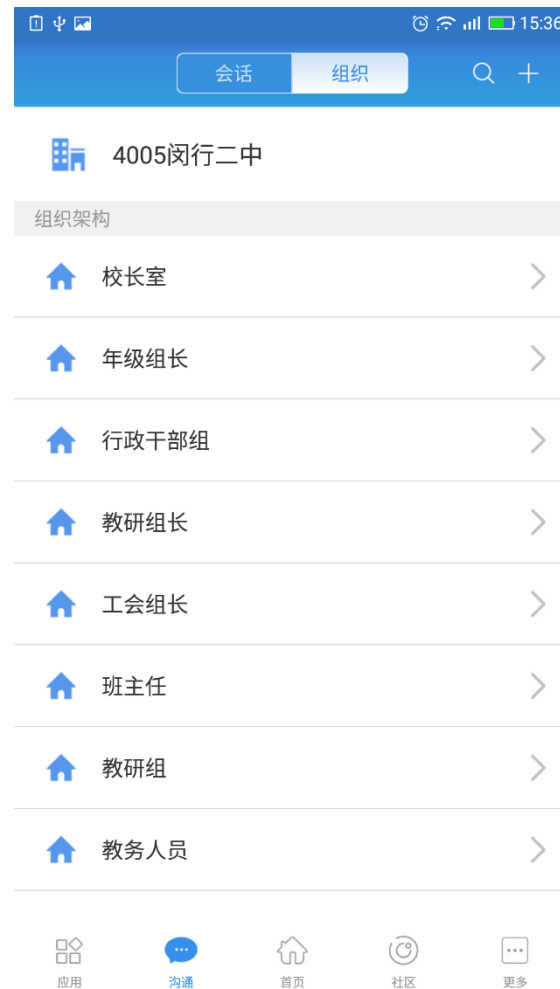 15:36
会话
组织
4005闵行二中
组织架构
校长室
年级组长
行政干部组
教研组长
工会组长
班主任
教研组
教务人员
应用
沟通
首页
社区
更多